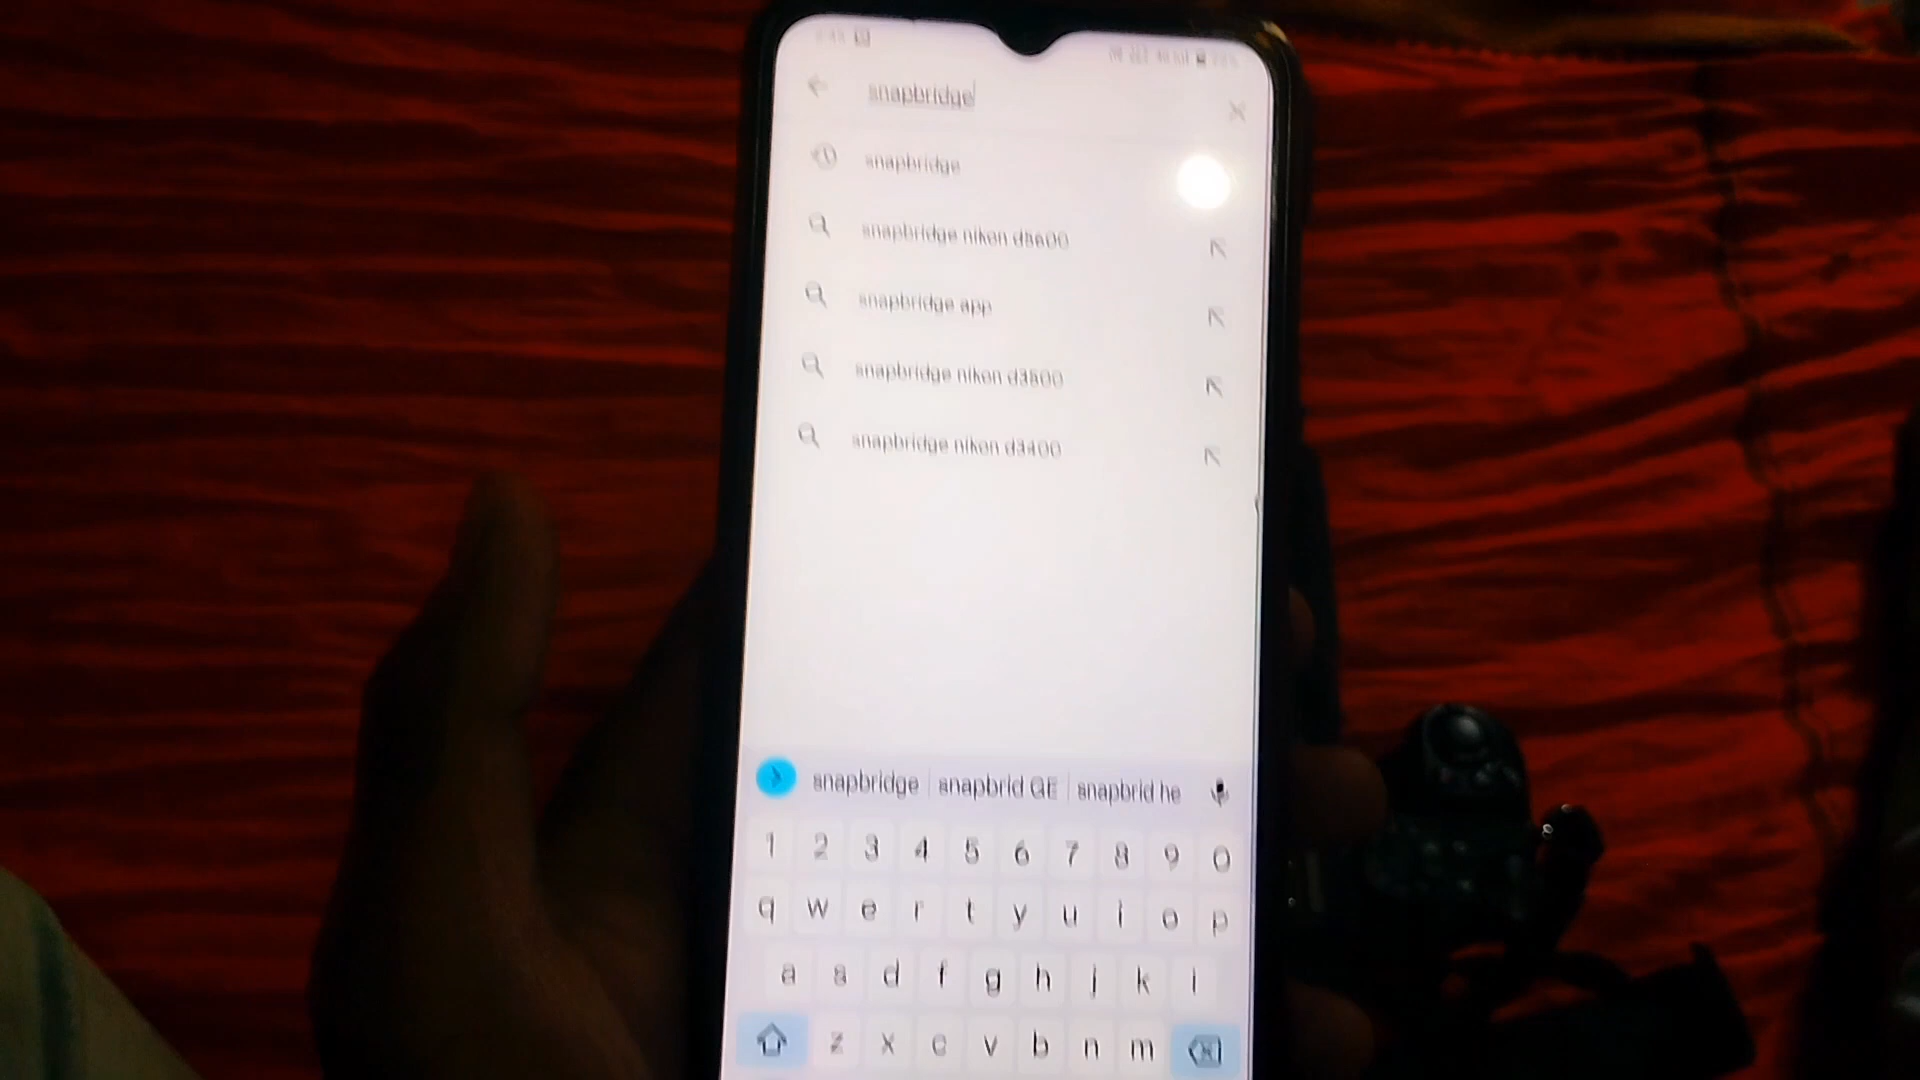 snapbridge
snapbridge
snapbridge nikon d5600
snapbridge app
snapbridge nikon d3500
snapbridge nikon d3400
snapbridge snapbrid GE snapbrid he
1 2 3 4 5 6 7 8 9 0
q w e r t y u i o p
a s d f g h j k l
z x c v b n m